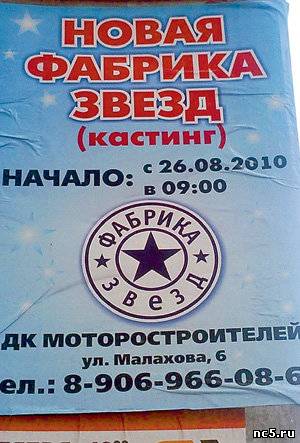 НОВАЯ
ФАБРИКА
ЗВЕЗД
(кастинг)
НАЧАЛО: с 26.08.2010
в 09:00
ФАБРИКА
ЗВеЗД
ДК МОТОРОСТРОИТЕЛЕЙ
ул. Малахова, 6
ел.: 8-906-966-08-6
nc5.ru